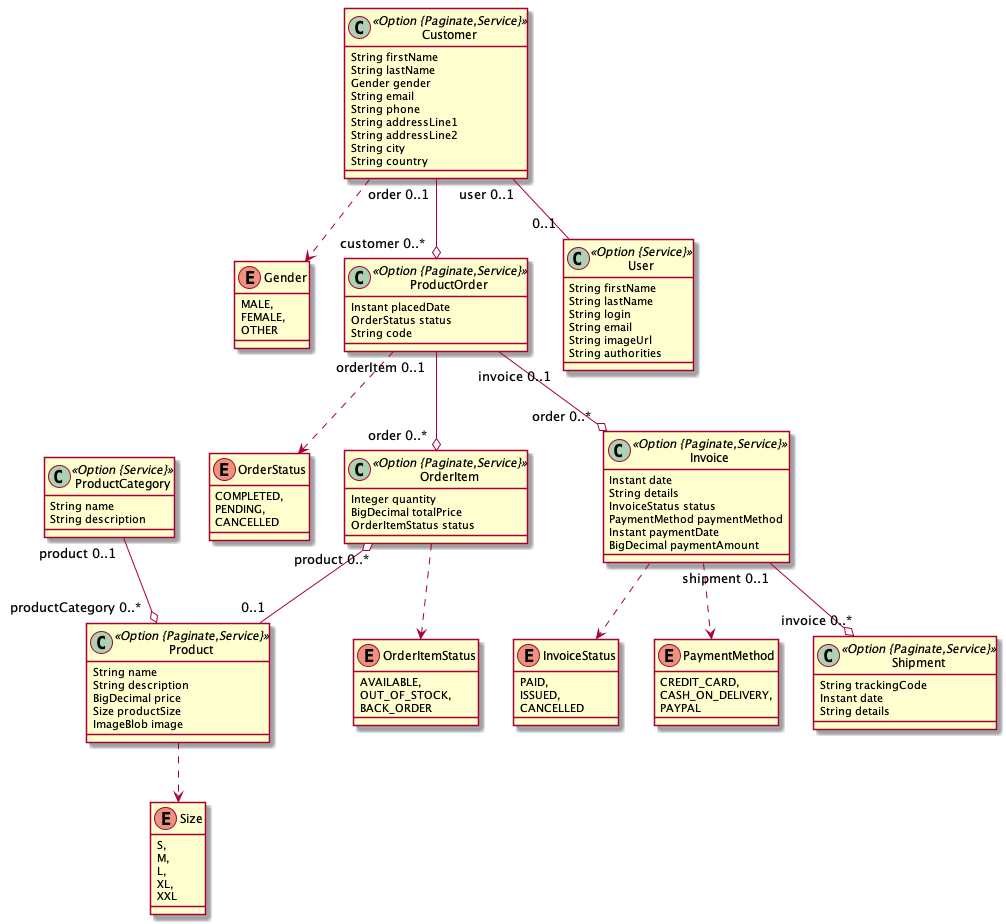 C «Option {Paginate,Service}»
Customer
String firstName
String lastName
Gender gender
String email
String phone
String addressLine1
String addressLine2
String city
String country
order 0..1
user 0..1
0..1
customer 0..*
E Gender
MALE,
FEMALE,
OTHER
C «Option {Paginate,Service}»
ProductOrder
Instant placedDate
OrderStatus status
String code
C «Option {Service}»
User
String firstName
String lastName
String login
String email
String imageUrl
String authorities
orderItem 0..1
invoice 0..1
order 0..*
order 0..*
C «Option {Service}»
ProductCategory
String name
String description
E OrderStatus
COMPLETED,
PENDING,
CANCELLED
C «Option {Paginate,Service}»
OrderItem
Integer quantity
BigDecimal totalPrice
OrderItemStatus status
C «Option {Paginate,Service}»
Invoice
Instant date
String details
InvoiceStatus status
PaymentMethod paymentMethod
Instant paymentDate
BigDecimal paymentAmount
product 0..1
product 0..*
shipment 0..1
productCategory 0..*
0..1
invoice 0..*
C «Option {Paginate,Service}»
Product
String name
String description
BigDecimal price
Size productSize
ImageBlob image
E OrderItemStatus
AVAILABLE,
OUT_OF_STOCK,
BACK_ORDER
E InvoiceStatus
PAID,
ISSUED,
CANCELLED
E PaymentMethod
CREDIT_CARD,
CASH_ON_DELIVERY,
PAYPAL
C «Option {Paginate,Service}»
Shipment
String trackingCode
Instant date
String details
E Size
S,
M,
L,
XL,
XXL